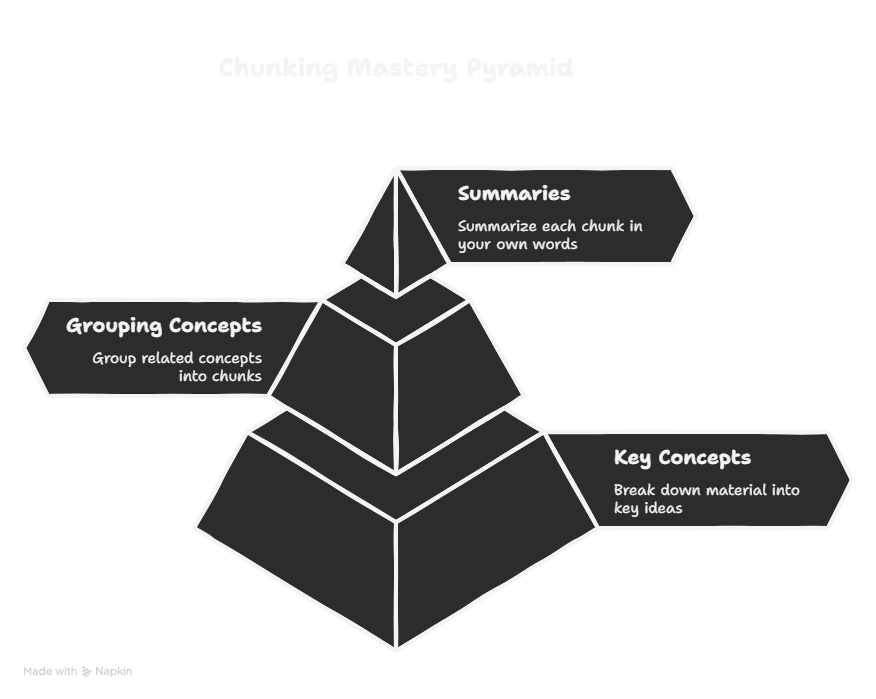 Chunking Mastery Pyramid
Summaries
Summarize each chunk in
your own words
Grouping Concepts
Group related concepts
into chunks
Key Concepts
Break down material into
key ideas
Made with Napkin